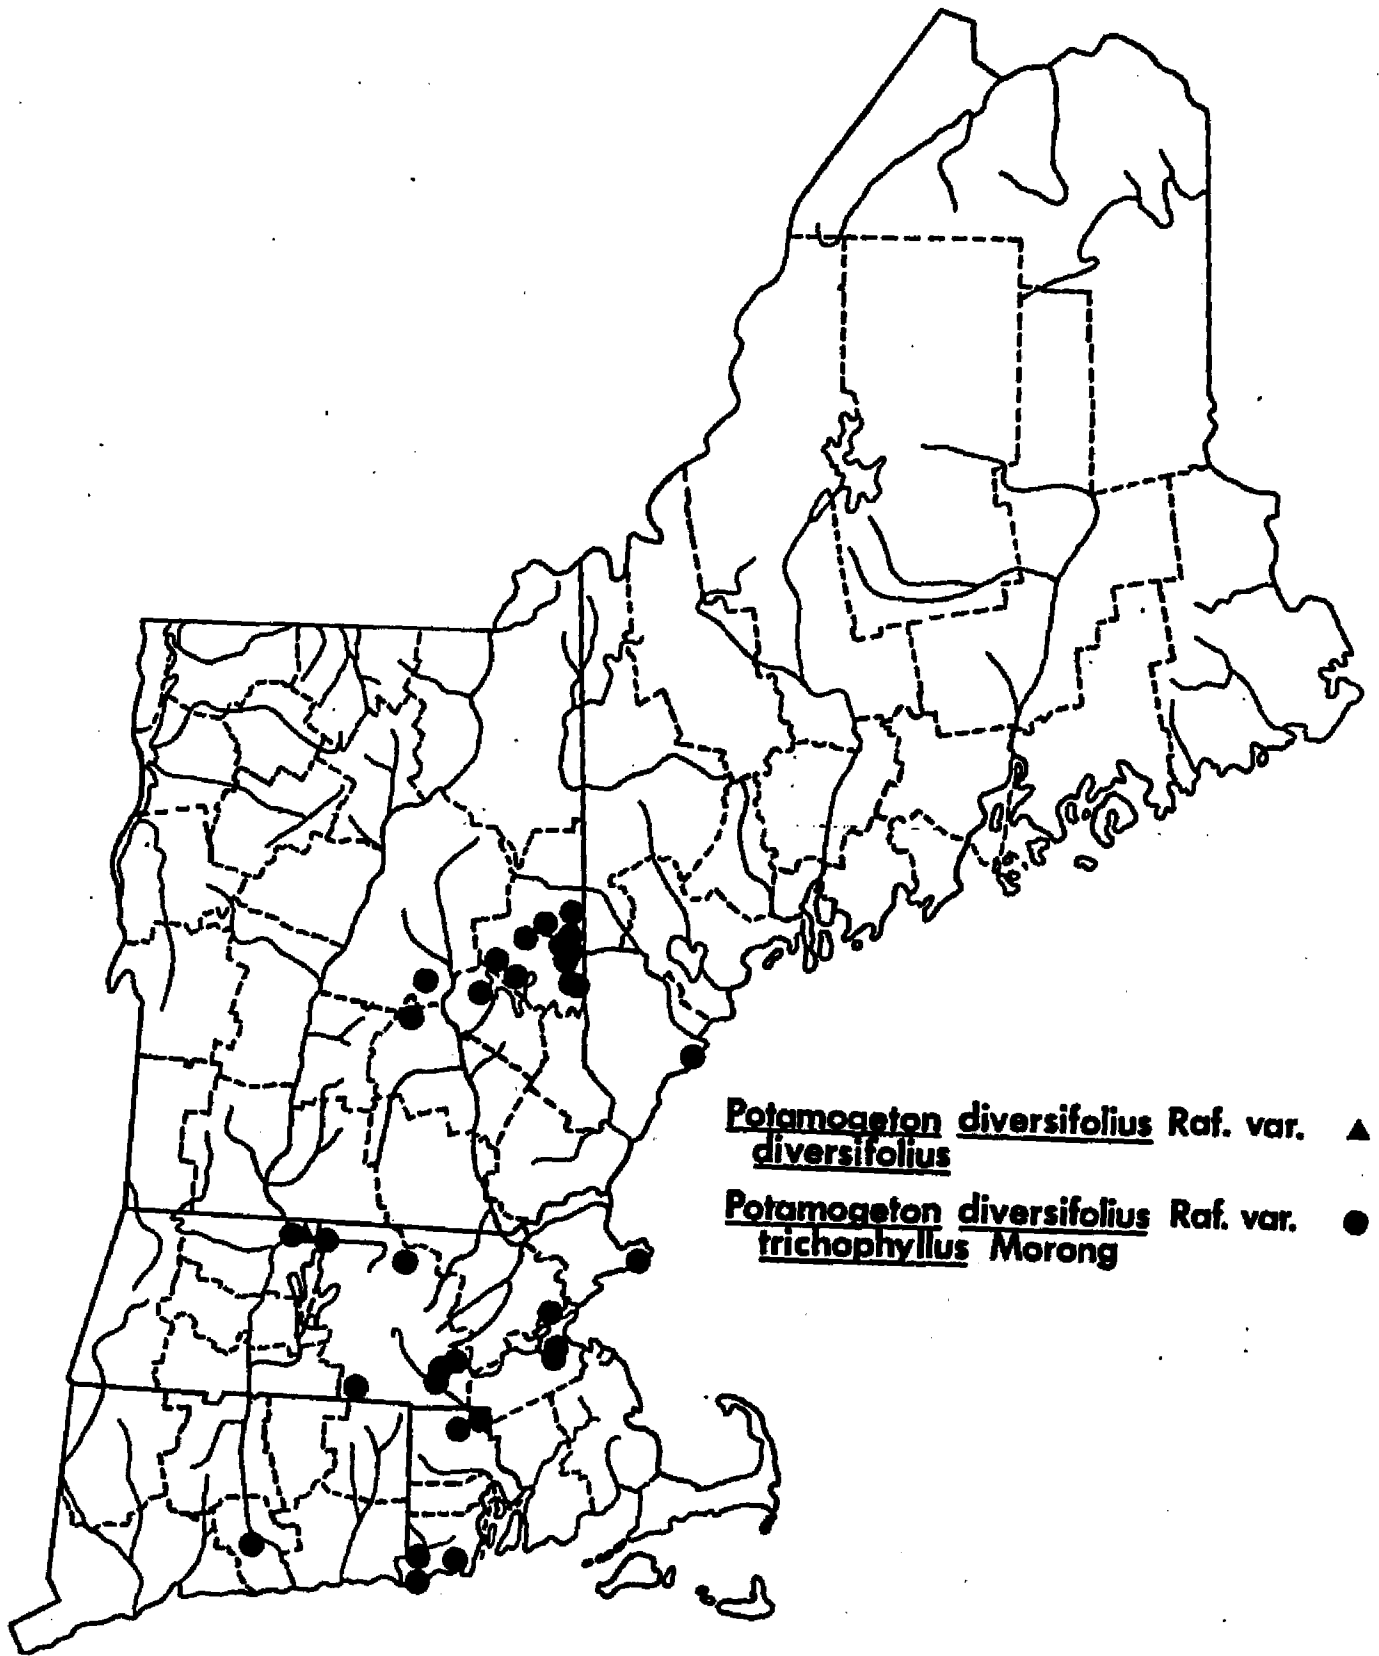 Potamogeton diversifolius Raf. var.
diversifolius
Potamogeton diversifolius Raf. var.
trichophyllus Morong